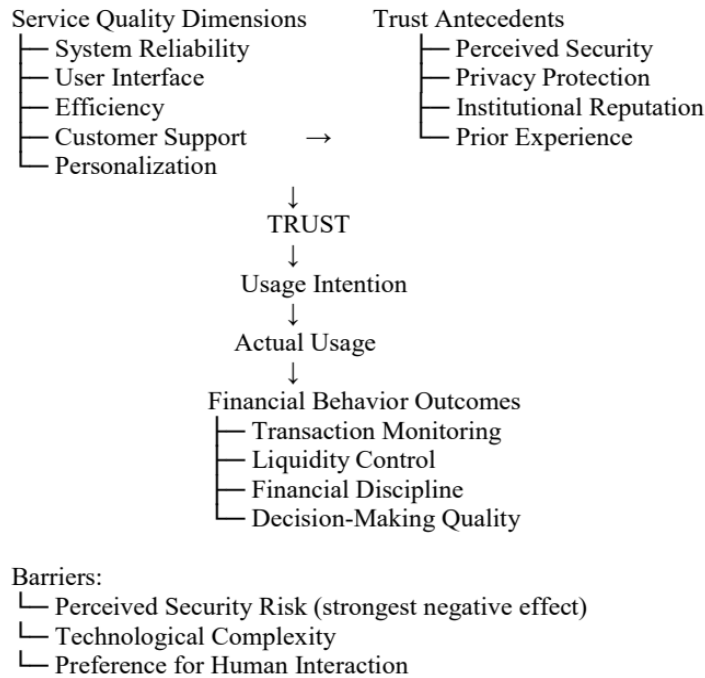 Service Quality Dimensions Trust Antecedents
├─ System Reliability ├─ Perceived Security
├─ User Interface ├─ Privacy Protection
├─ Efficiency ├─ Institutional Reputation
├─ Customer Support → └─ Prior Experience
└─ Personalization
↓
TRUST
↓
Usage Intention
↓
Actual Usage
↓
Financial Behavior Outcomes
├─ Transaction Monitoring
├─ Liquidity Control
├─ Financial Discipline
└─ Decision-Making Quality
Barriers:
└─ Perceived Security Risk (strongest negative effect)
└─ Technological Complexity
└─ Preference for Human Interaction